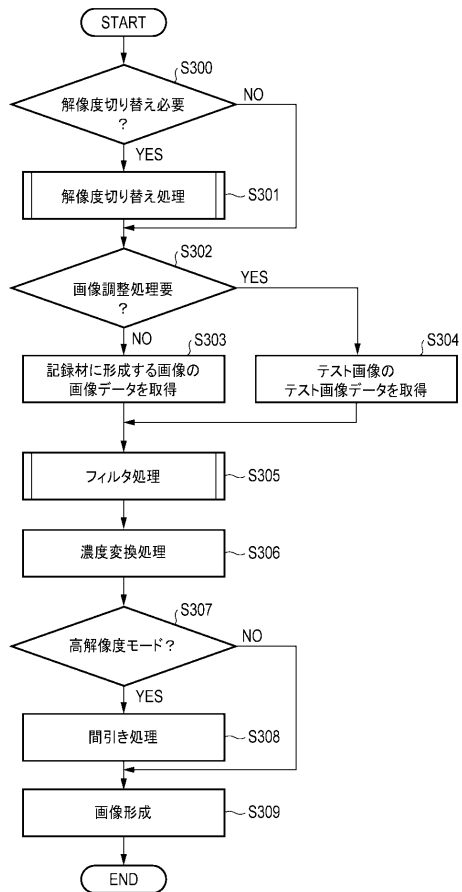 START
S300
解像度切り替え必要
?
NO
YES
解像度切り替え処理
S301
S302
画像調整処理要
?
YES
NO
S303
記録材に形成する画像の
画像データを取得
S304
テスト画像の
テスト画像データを取得
フィルタ処理
S305
濃度変換処理
S306
S307
高解像度モード?
NO
YES
間引き処理
S308
画像形成
S309
END